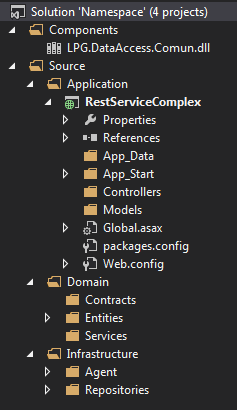 Solution 'Namespace' (4 projects)
Components
LPG.DataAccess.Comun.dll
Source
Application
RestServiceComplex
Properties
References
App_Data
App_Start
Controllers
Models
Global.asax
packages.config
Web.config
Domain
Contracts
Entities
Services
Infrastructure
Agent
Repositories